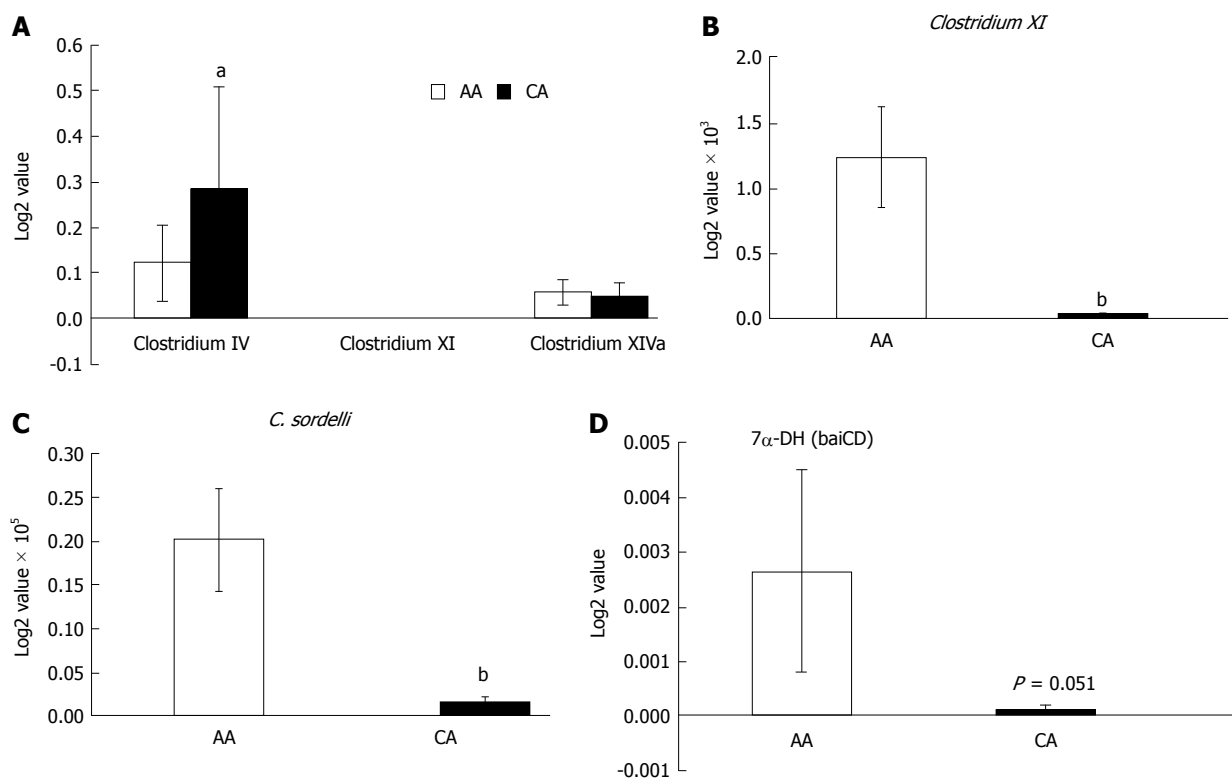 A
0.6
0.5
0.4
0.3
0.2
0.1
0.0
-0.1
Log2 value
a
AA CA
Clostridium IV Clostridium XI Clostridium XIVa
B
Clostridium XI
2.0
1.5
1.0
0.5
0.0
Log2 value × 10³
b
AA CA
C
C. sordelli
0.30
0.25
0.20
0.15
0.10
0.05
0.00
Log2 value × 10⁵
b
AA CA
D
7α-DH (baiCD)
0.005
0.004
0.003
0.002
0.001
0.000
-0.001
Log2 value
P = 0.051
AA CA